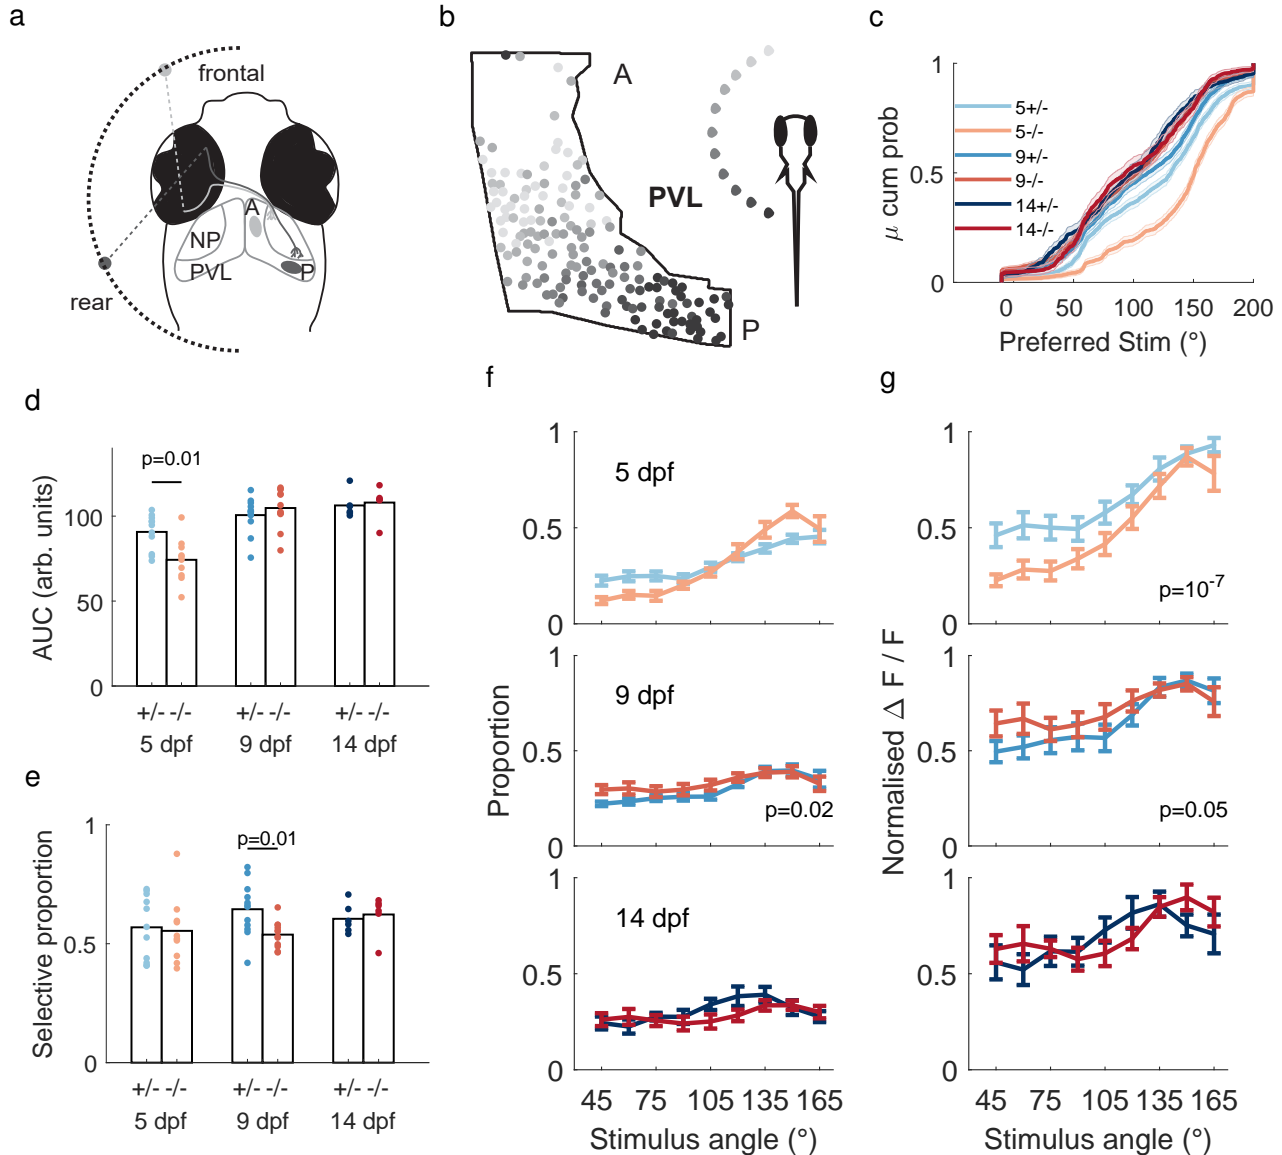 a
frontal
A
NP
PVL
P
rear
b
A
PVL
P
c
μ cum prob
1
0.5
0
5+/-
5-/-
9+/-
9-/-
14+/-
14-/-
0 50 100 150 200
Preferred Stim (°)
d
AUC (arb. units)
100
50
0
p=0.01
+/- -/- +/- -/- +/- -/-
5 dpf 9 dpf 14 dpf
e
Selective proportion
1
0.5
0
p=0.01
+/- -/- +/- -/- +/- -/-
5 dpf 9 dpf 14 dpf
f
Proportion
1
0.5
0
5 dpf
1
0.5
0
9 dpf
p=0.02
1
0.5
0
14 dpf
45 75 105 135 165
Stimulus angle (°)
g
Normalised Δ F / F
1
0.5
0
p=10⁻⁷
1
0.5
0
p=0.05
1
0.5
0
45 75 105 135 165
Stimulus angle (°)